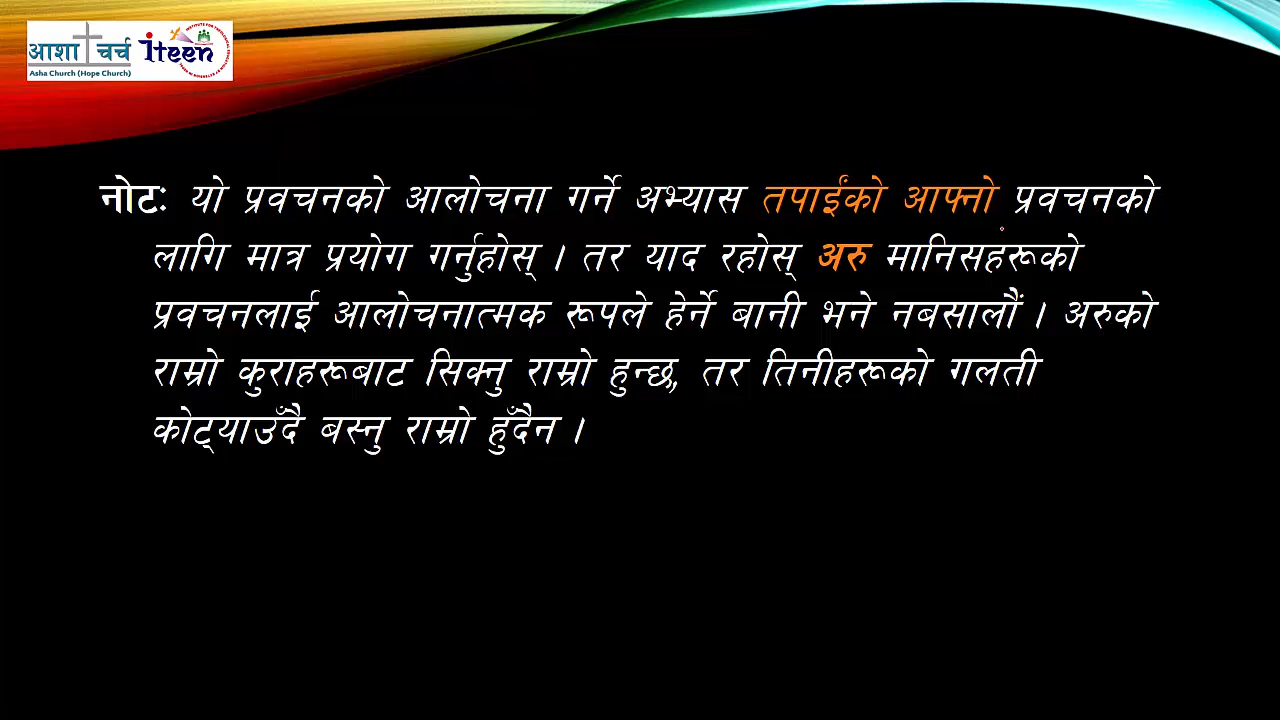 आशा चर्च iteen
Asha Church (Hope Church)
नोटः यो प्रवचनको आलोचना गर्ने अभ्यास तपाईंको आफ्नो प्रवचनको
लागि मात्र प्रयोग गर्नुहोस् । तर याद रहोस् अरु मानिसहरूको
प्रवचनलाई आलोचनात्मक रूपले हेर्ने बानी भने नबसालौं । अरुको
राम्रो कुराहरूबाट सिक्नु राम्रो हुन्छ, तर तिनीहरूको गलती
कोट्याउँदै बस्नु राम्रो हुँदैन ।